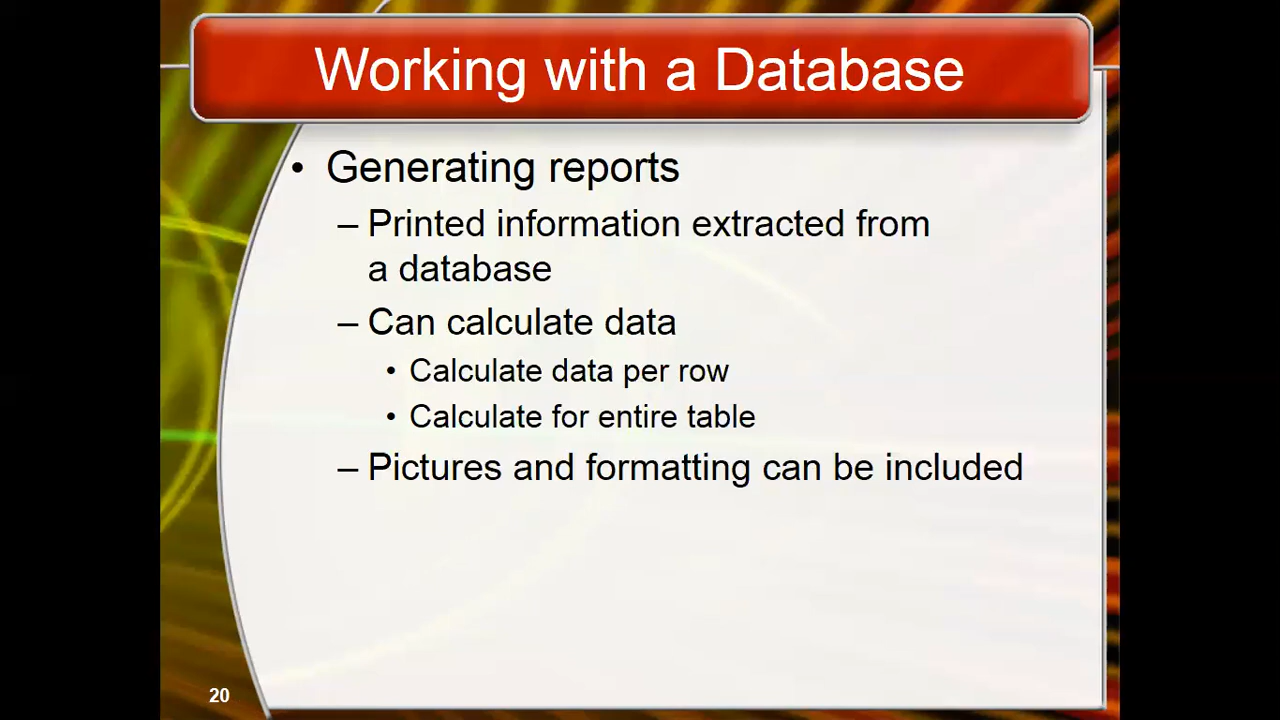 Working with a Database
• Generating reports
– Printed information extracted from
a database
– Can calculate data
• Calculate data per row
• Calculate for entire table
– Pictures and formatting can be included
20